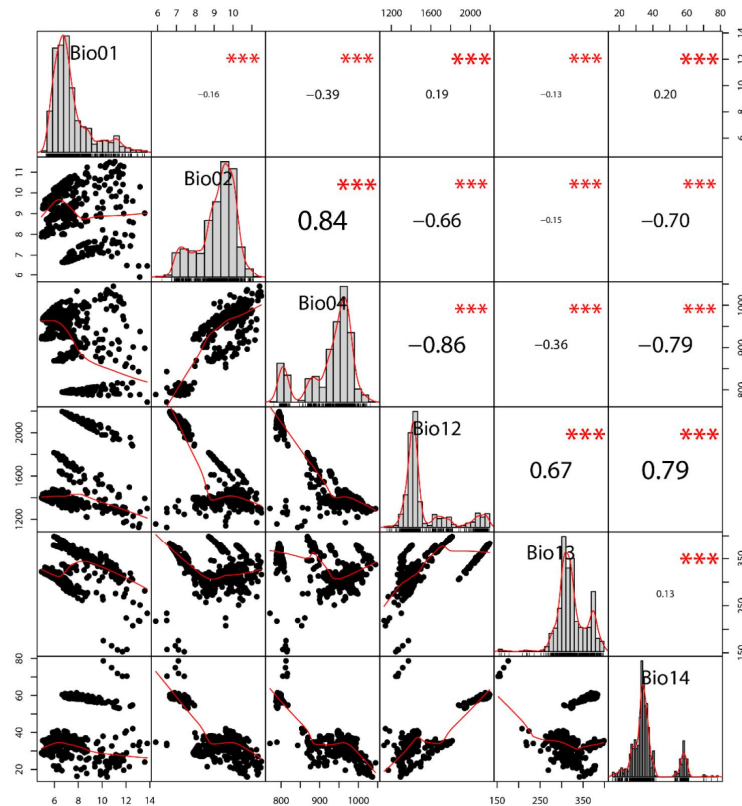 6 7 8 9 10 1200 1600 2000 20 40 60 80
Bio01 *** *** *** *** ***
−0.16 −0.39 0.19 −0.13 0.20
6 8 10 12 14
6 7 8 9 10 11
Bio02 *** *** *** ***
0.84 −0.66 −0.15 −0.70
Bio04 *** *** ***
−0.86 −0.36 −0.79
800 900 1000
1200 1600 2000
Bio12 *** ***
0.67 0.79
Bio13 ***
0.13
150 250 350
20 40 60 80
Bio14
6 8 10 12 14 800 900 1000 150 250 350